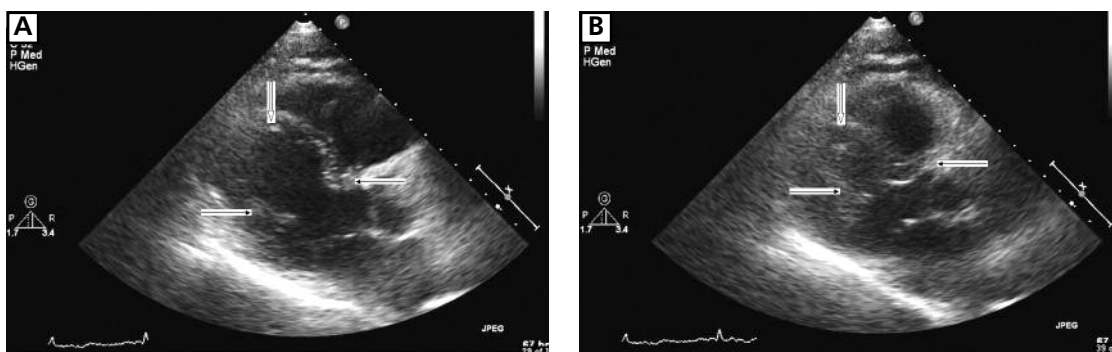 A
P Med
HGen
P
G
P R
1.7 3.4
X
JPEG
B
P Med
HGen
P
G
P R
1.7 3.4
X
JPEG